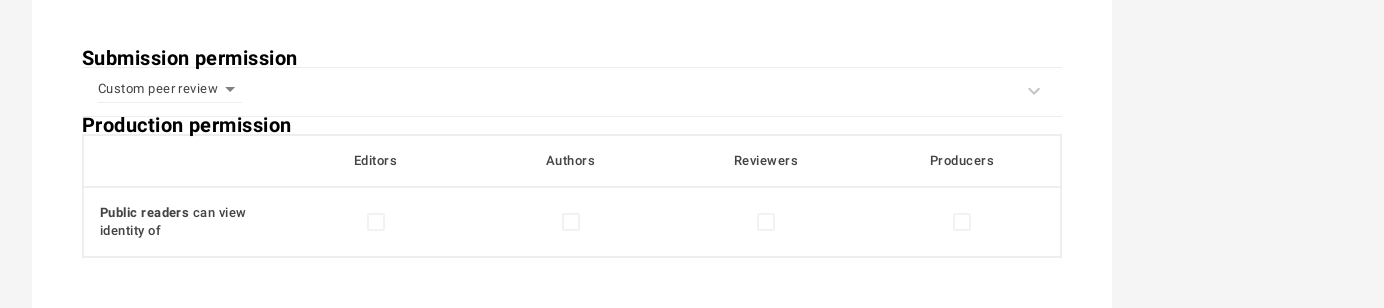 Submission permission
Custom peer review
Production permission
Editors Authors Reviewers Producers
Public readers can view
identity of